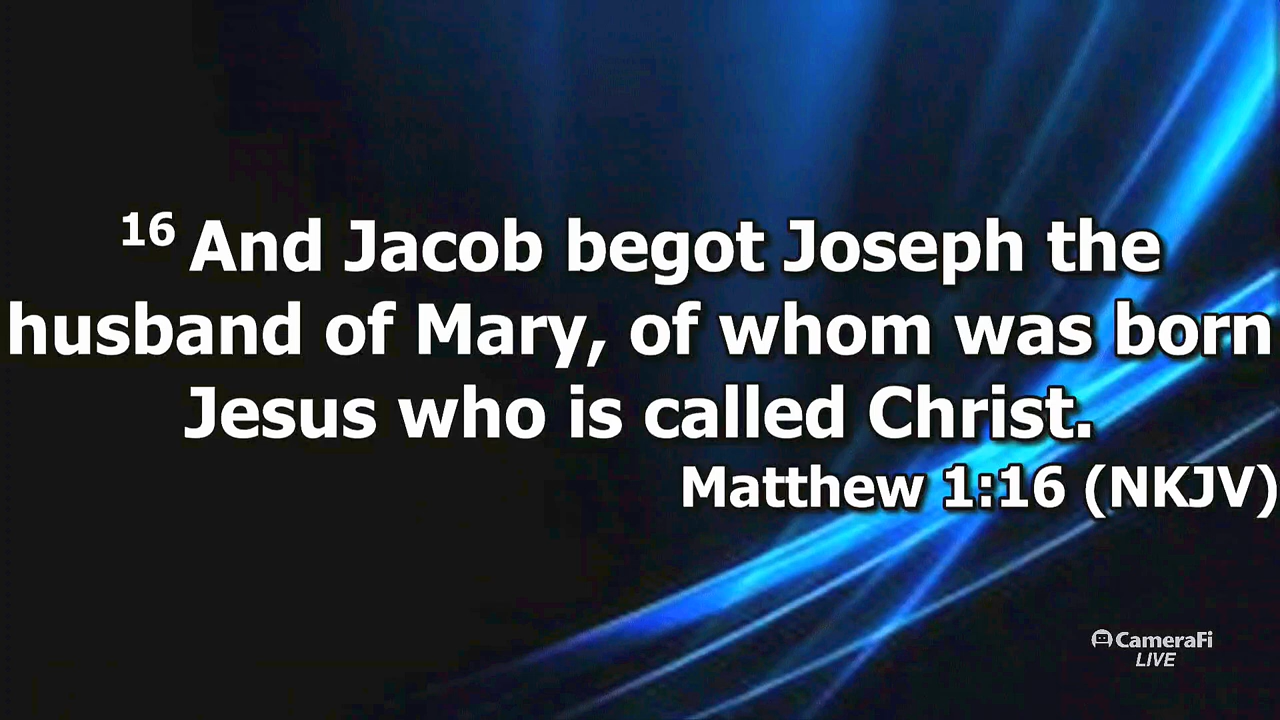 16 And Jacob begot Joseph the
husband of Mary, of whom was born
Jesus who is called Christ.
Matthew 1:16 (NKJV)
CameraFi
LIVE